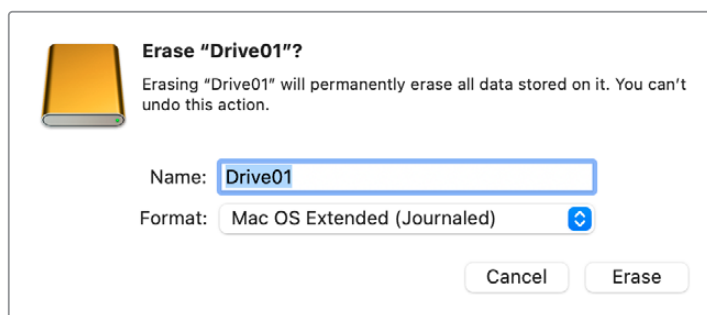 Erase “Drive01”?
Erasing “Drive01” will permanently erase all data stored on it. You can’t
undo this action.
Name: Drive01
Format: Mac OS Extended (Journaled)
Cancel Erase